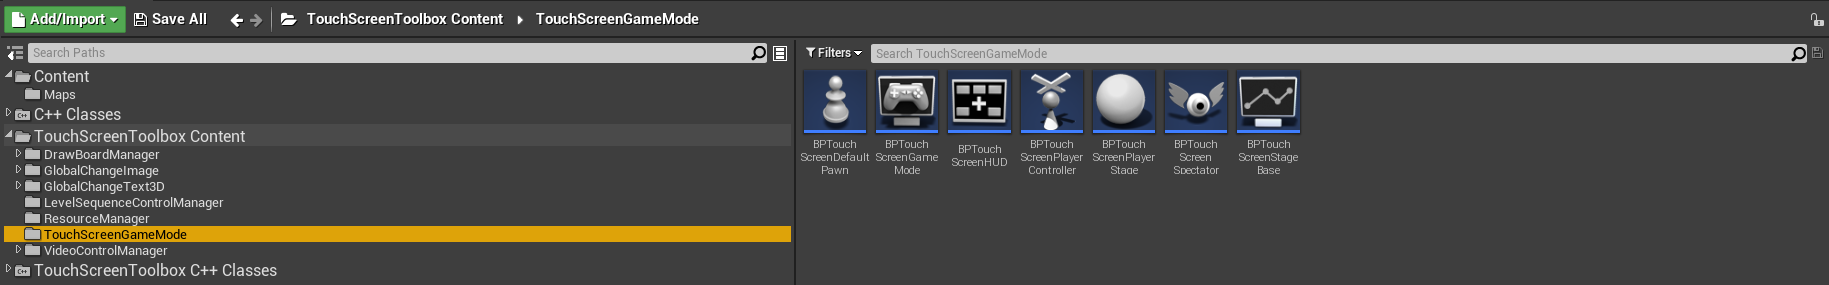 Add/Import Save All TouchScreenToolbox Content TouchScreenGameMode
Search Paths
Content
Maps
C++ Classes
TouchScreenToolbox Content
DrawBoardManager
GlobalChangeImage
GlobalChangeText3D
LevelSequenceControlManager
ResourceManager
TouchScreenGameMode
VideoControlManager
TouchScreenToolbox C++ Classes
Filters Search TouchScreenGameMode
BPTouch
ScreenDefault
Pawn
BPTouch
ScreenGame
Mode
BPTouch
ScreenHUD
BPTouch
ScreenPlayer
Controller
BPTouch
ScreenPlayer
Stage
BPTouch
Screen
Spectator
BPTouch
ScreenStage
Base